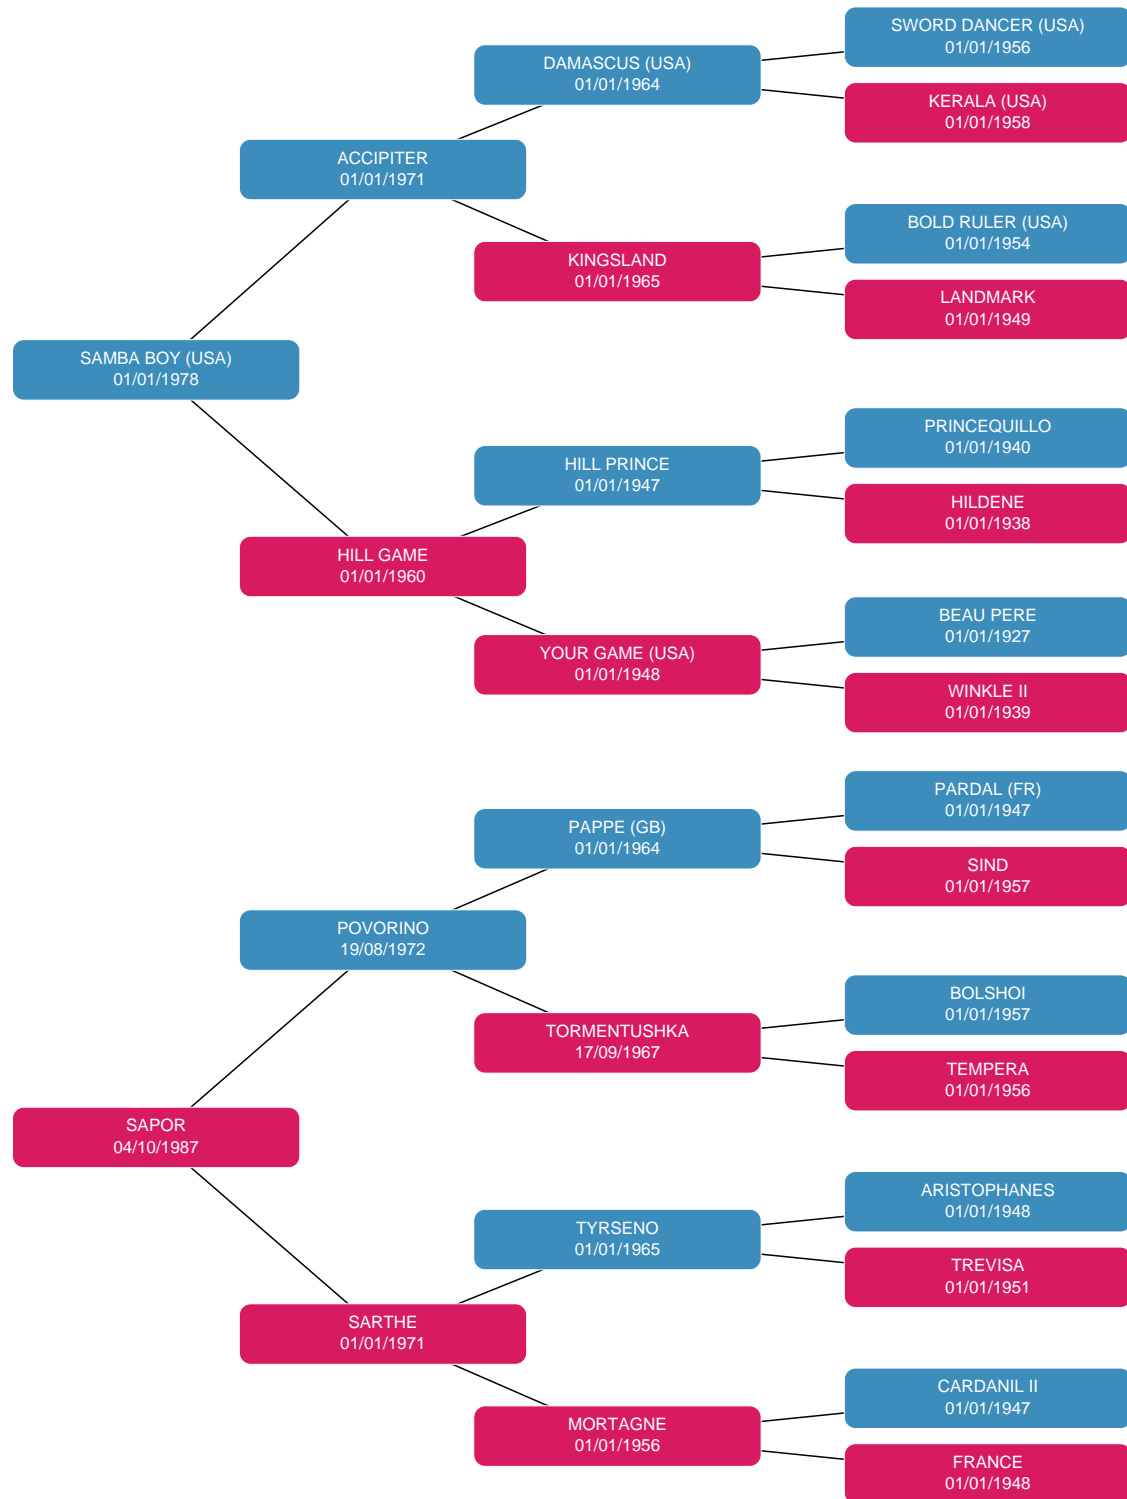 SWORD DANCER (USA)
01/01/1956
DAMASCUS (USA)
01/01/1964
KERALA (USA)
01/01/1958
ACCIPITER
01/01/1971
BOLD RULER (USA)
01/01/1954
KINGSLAND
01/01/1965
LANDMARK
01/01/1949
SAMBA BOY (USA)
01/01/1978
PRINCEQUILLO
01/01/1940
HILL PRINCE
01/01/1947
HILDENE
01/01/1938
HILL GAME
01/01/1960
BEAU PERE
01/01/1927
YOUR GAME (USA)
01/01/1948
WINKLE II
01/01/1939
PARDAL (FR)
01/01/1947
PAPPE (GB)
01/01/1964
SIND
01/01/1957
POVORINO
19/08/1972
BOLSHOI
01/01/1957
TORMENTUSHKA
17/09/1967
TEMPERA
01/01/1956
SAPOR
04/10/1987
ARISTOPHANES
01/01/1948
TYRSENO
01/01/1965
TREVISA
01/01/1951
SARTHE
01/01/1971
CARDANIL II
01/01/1947
MORTAGNE
01/01/1956
FRANCE
01/01/1948